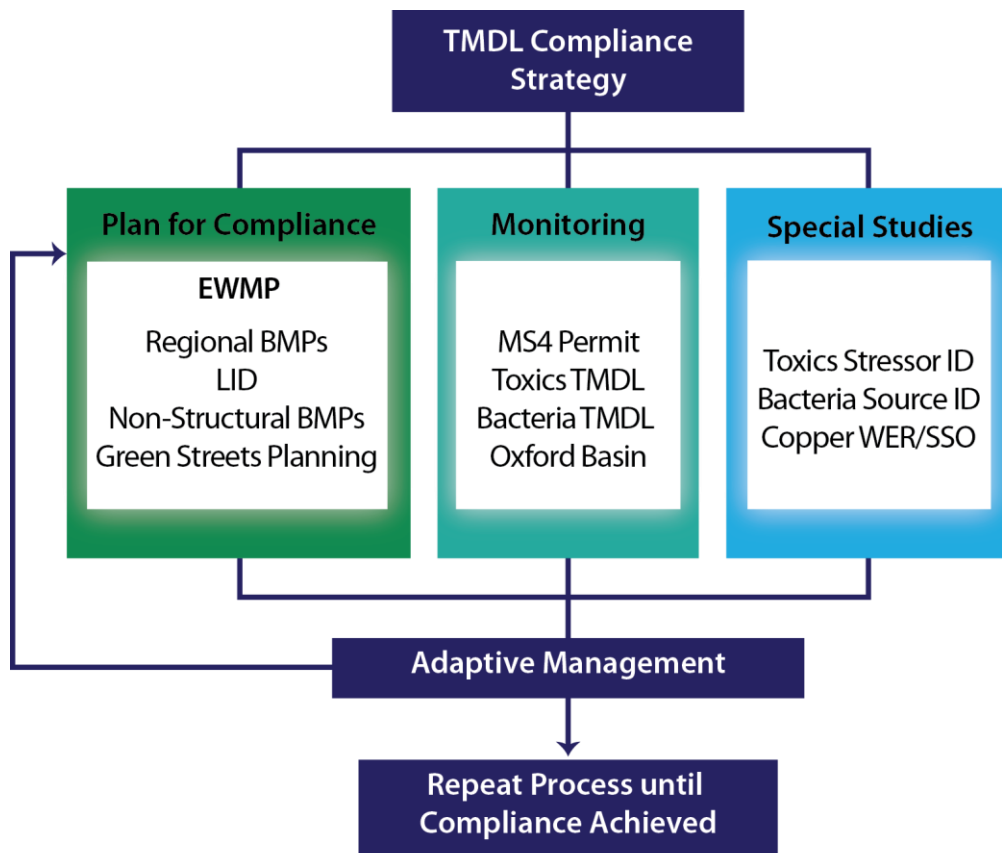 TMDL Compliance
Strategy
Plan for Compliance
EWMP
Regional BMPs
LID
Non-Structural BMPs
Green Streets Planning
Monitoring
MS4 Permit
Toxics TMDL
Bacteria TMDL
Oxford Basin
Special Studies
Toxics Stressor ID
Bacteria Source ID
Copper WER/SSO
Adaptive Management
Repeat Process until
Compliance Achieved